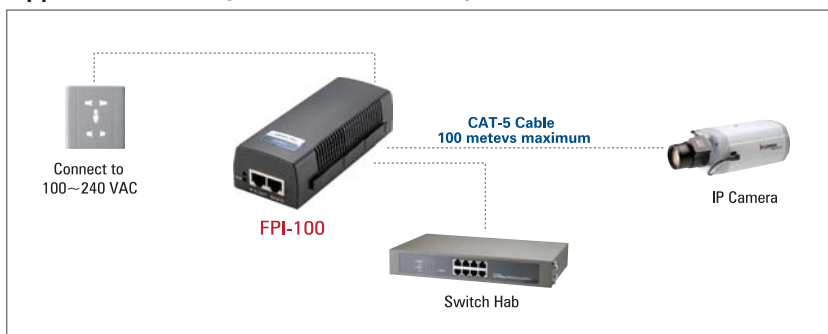 Connect to
100~240 VAC
FPI-100
CAT-5 Cable
100 metevs maximum
IP Camera
Switch Hab